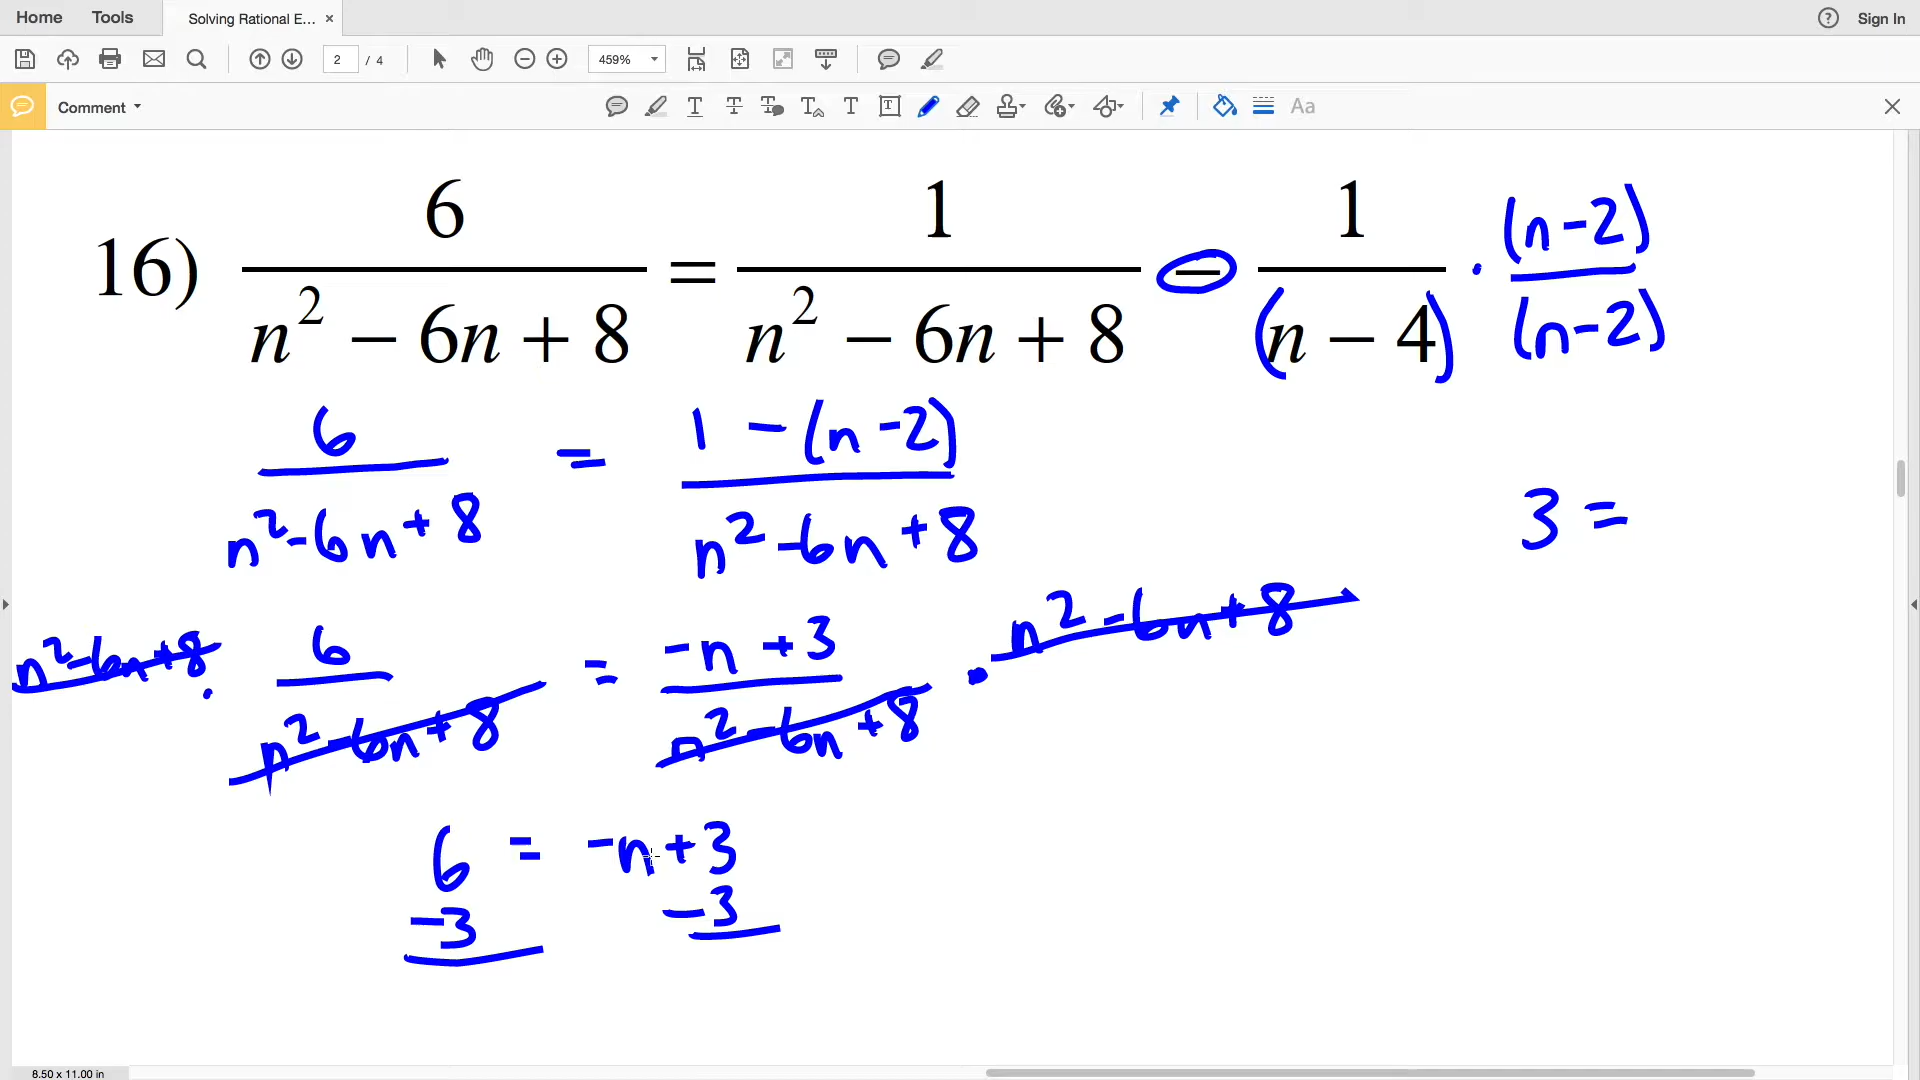 Home Tools Solving Rational E... × ? Sign In
2 / 4 459%
Comment Aa
16) 6/(n² − 6n + 8) = 1/(n² − 6n + 8) − 1/(n − 4) · (n-2)/(n-2)
6/(n²-6n+8) = (1 - (n-2))/(n²-6n+8)
3 =
n²-6n+8 · 6/(n²-6n+8) = (-n+3)/(n²-6n+8) · n²-6n+8
6 = -n+3
-3 -3
8.50 x 11.00 in